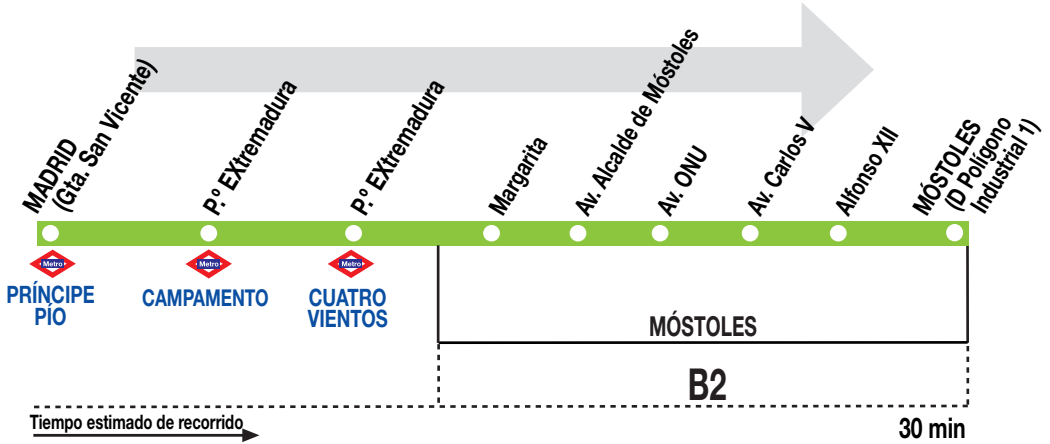 MADRID
(Gta. San Vicente)
P.º EXtremadura
P.º EXtremadura
Margarita
Av. Alcalde de Móstoles
Av. ONU
Av. Carlos V
Alfonso XII
MÓSTOLES
(D Polígono
Industrial 1)
Metro
Metro
Metro
PRÍNCIPE
PÍO
CAMPAMENTO
CUATRO
VIENTOS
MÓSTOLES
B2
Tiempo estimado de recorrido
30 min